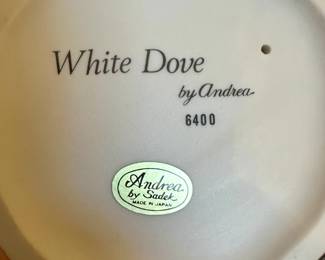 White Dove
by Andrea
6400
Andrea
by Sadek
MADE IN JAPAN